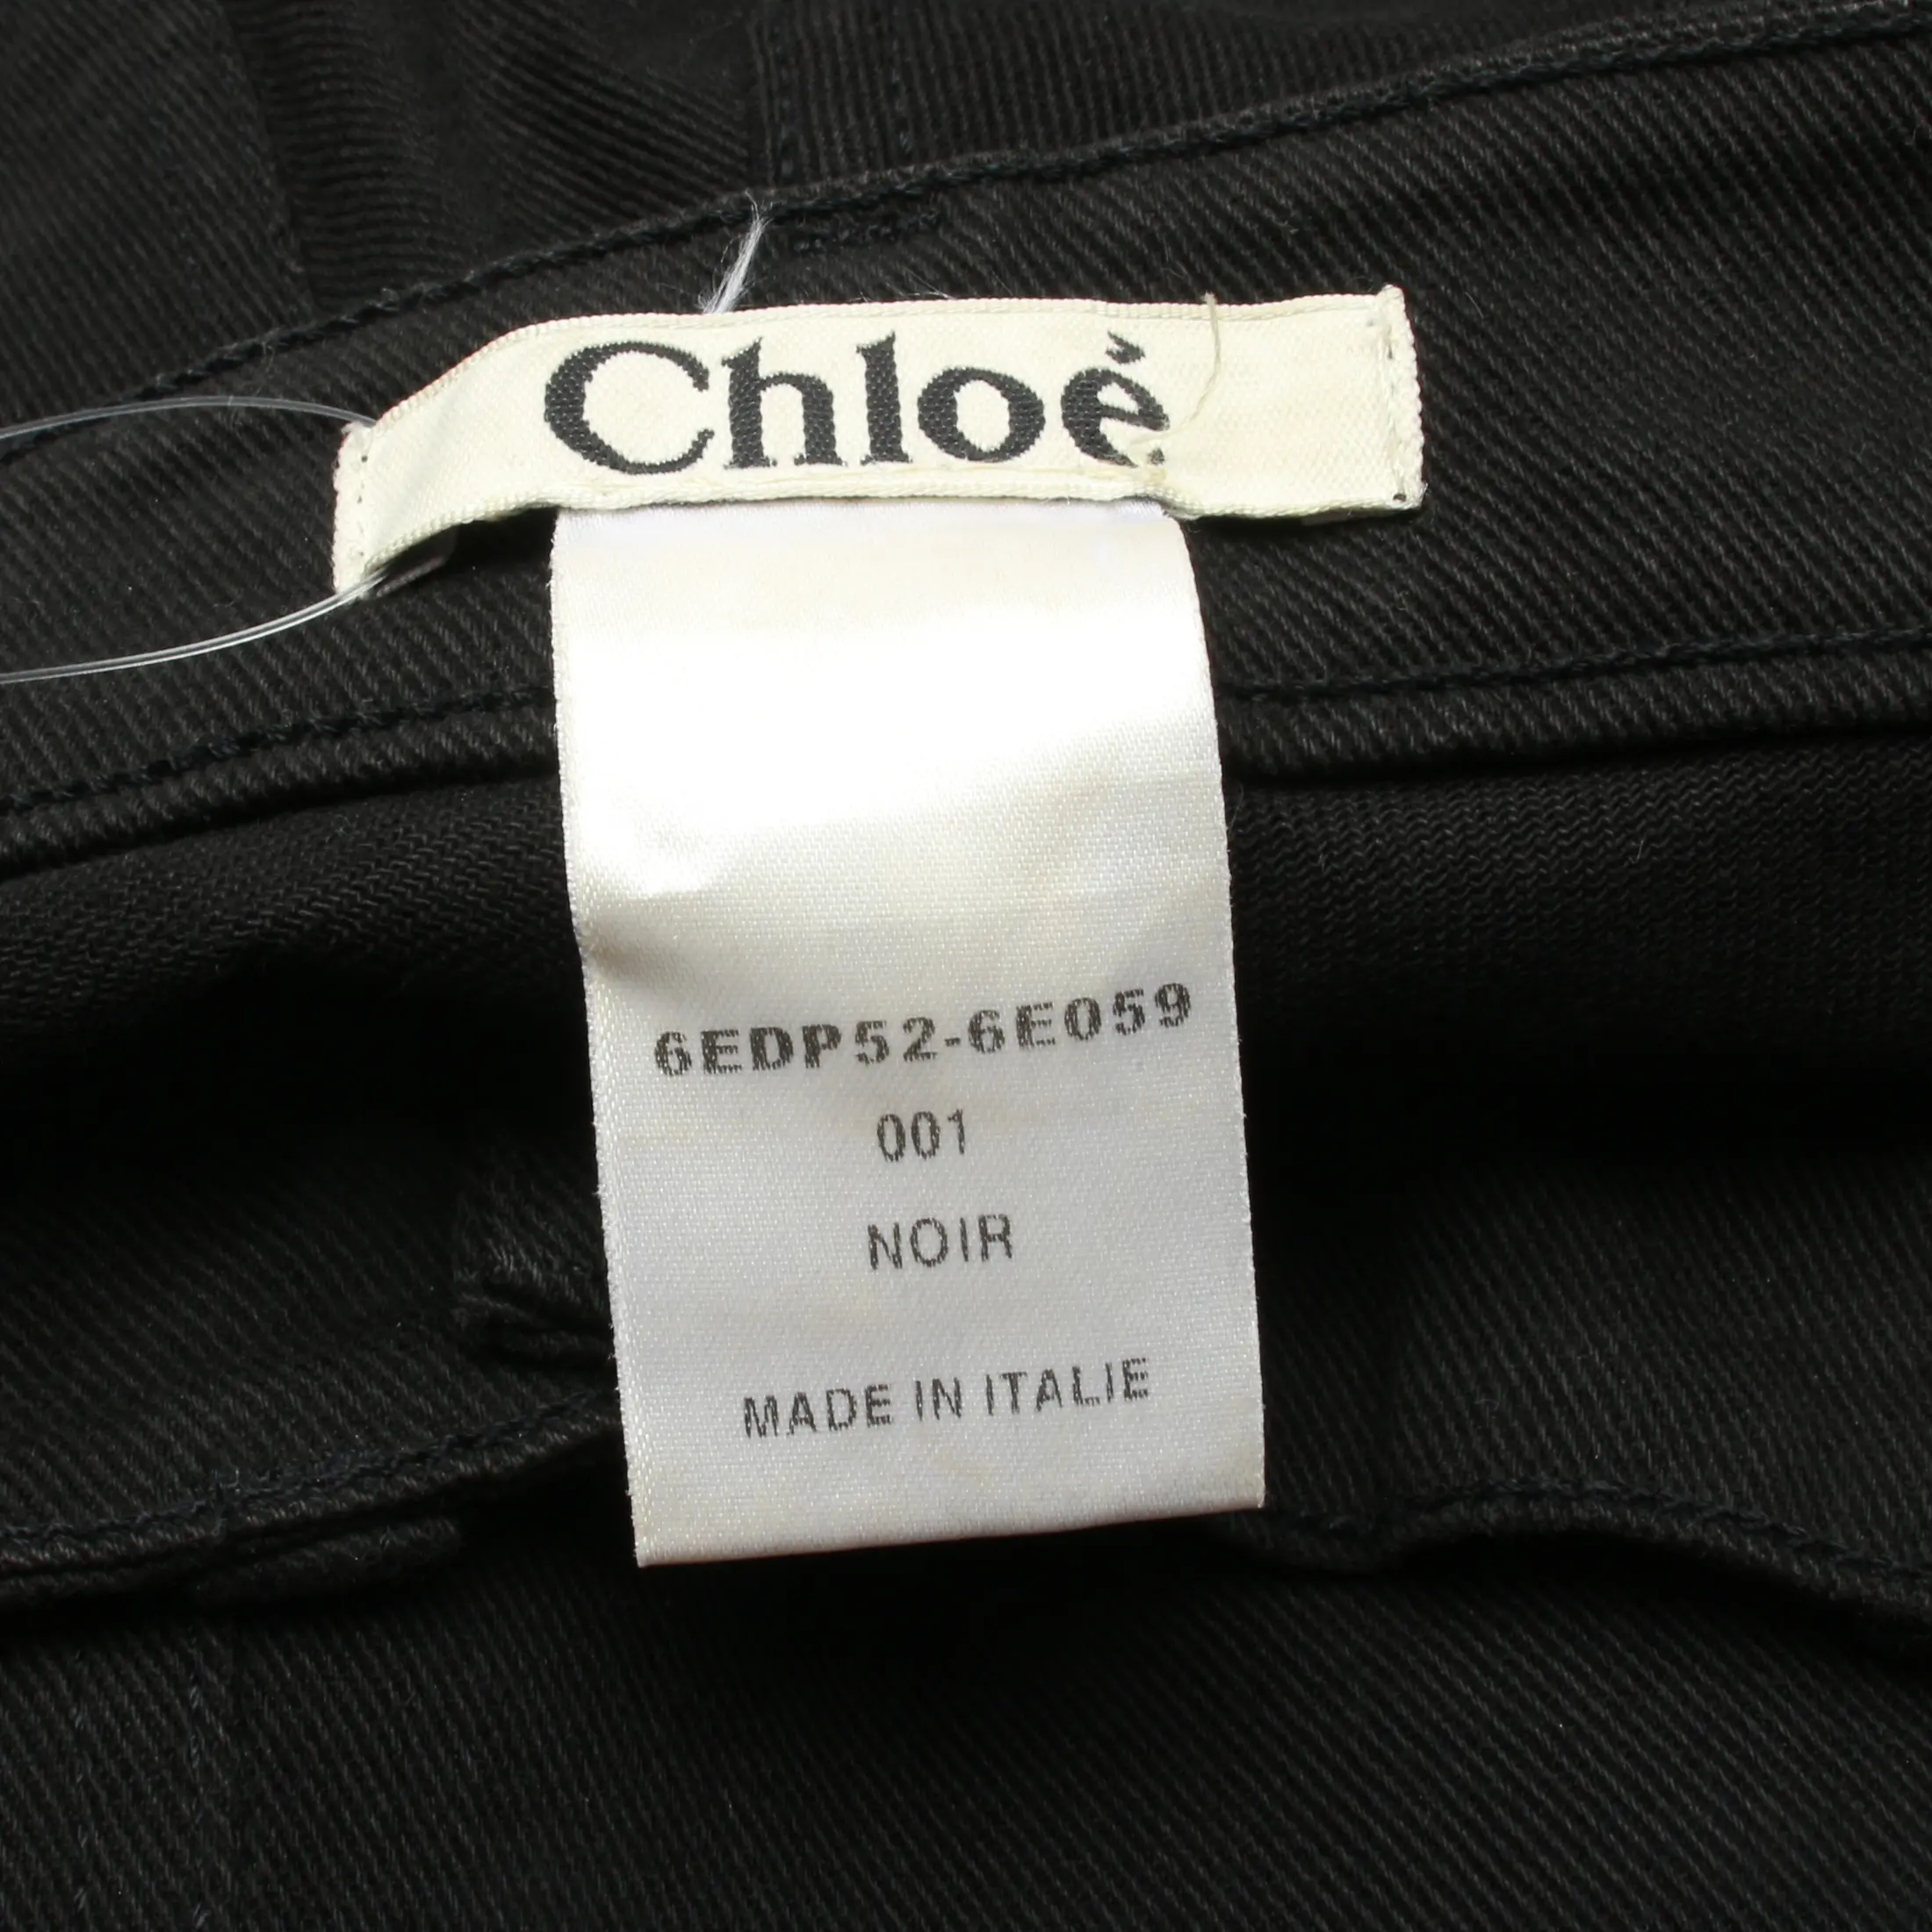 Chloé
6EDP52-6E059
001
NOIR
MADE IN ITALIE